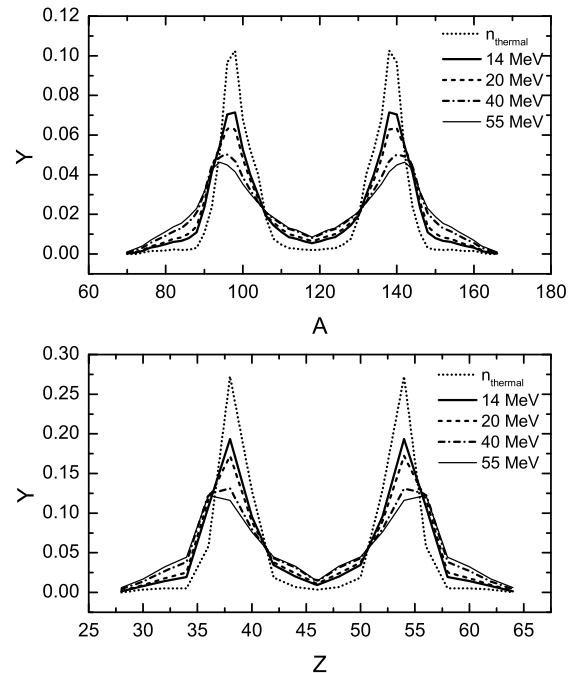 0.12
0.10
0.08
0.06
0.04
0.02
0.00
Y
n_thermal
14 MeV
20 MeV
40 MeV
55 MeV
60 80 100 120 140 160 180
A
0.30
0.25
0.20
0.15
0.10
0.05
0.00
Y
n_thermal
14 MeV
20 MeV
40 MeV
55 MeV
25 30 35 40 45 50 55 60 65
Z